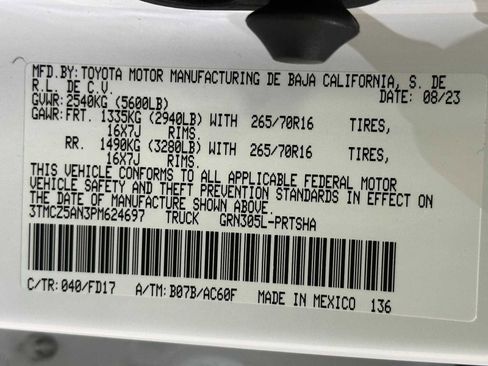 MFD.BY:TOYOTA MOTOR MANUFACTURING DE BAJA CALIFORNIA, S. DE
R.L. DE C.V. DATE: 08/23
GVWR:2540KG (5600LB)
GAWR:FRT. 1335KG (2940LB) WITH 265/70R16 TIRES,
16X7J RIMS.
RR. 1490KG (3280LB) WITH 265/70R16 TIRES,
16X7J RIMS.
THIS VEHICLE CONFORMS TO ALL APPLICABLE FEDERAL MOTOR
VEHICLE SAFETY AND THEFT PREVENTION STANDARDS IN EFFECT ON
THE DATE OF MANUFACTURE SHOWN ABOVE.
3TMCZ5AN3PM624697 TRUCK GRN305L-PRTSHA
C/TR: 040/FD17 A/TM: B07B/AC60F MADE IN MEXICO 136